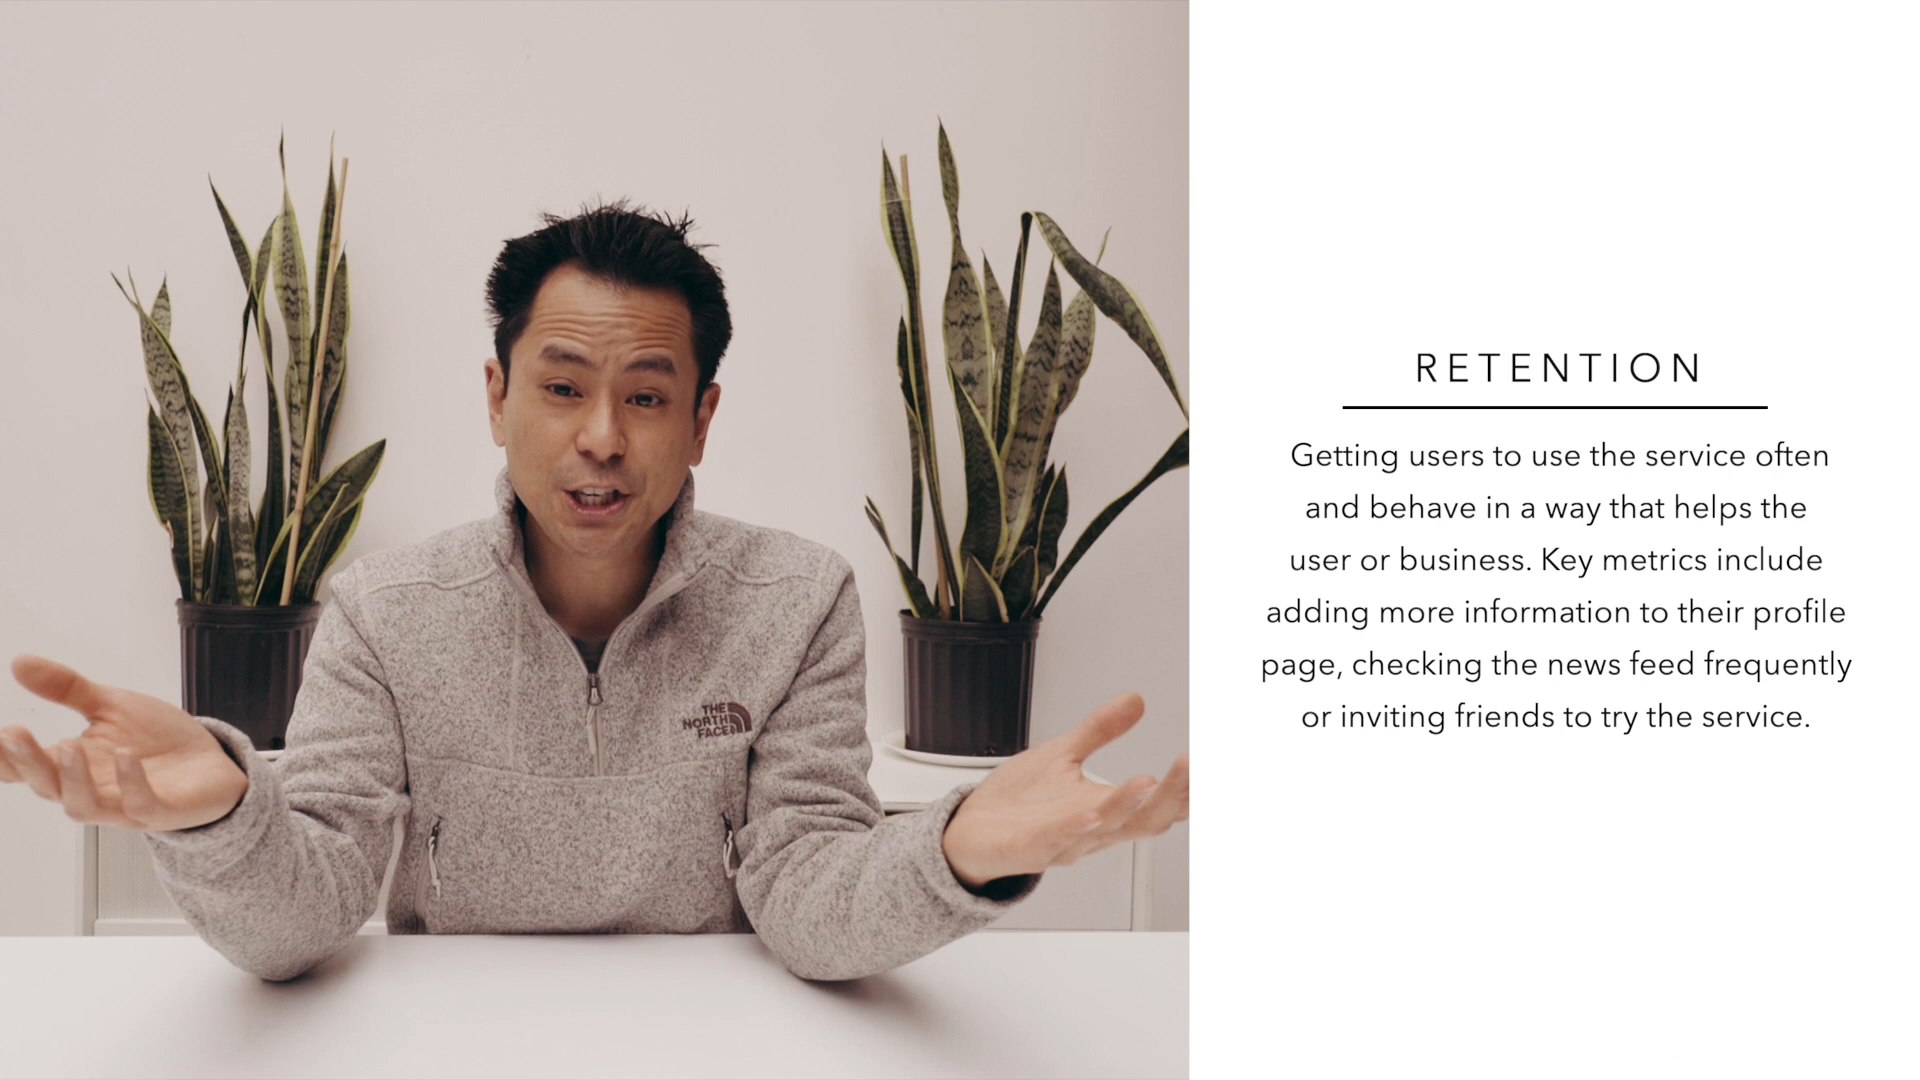 THE
NORTH
FACE
RETENTION
Getting users to use the service often
and behave in a way that helps the
user or business. Key metrics include
adding more information to their profile
page, checking the news feed frequently
or inviting friends to try the service.